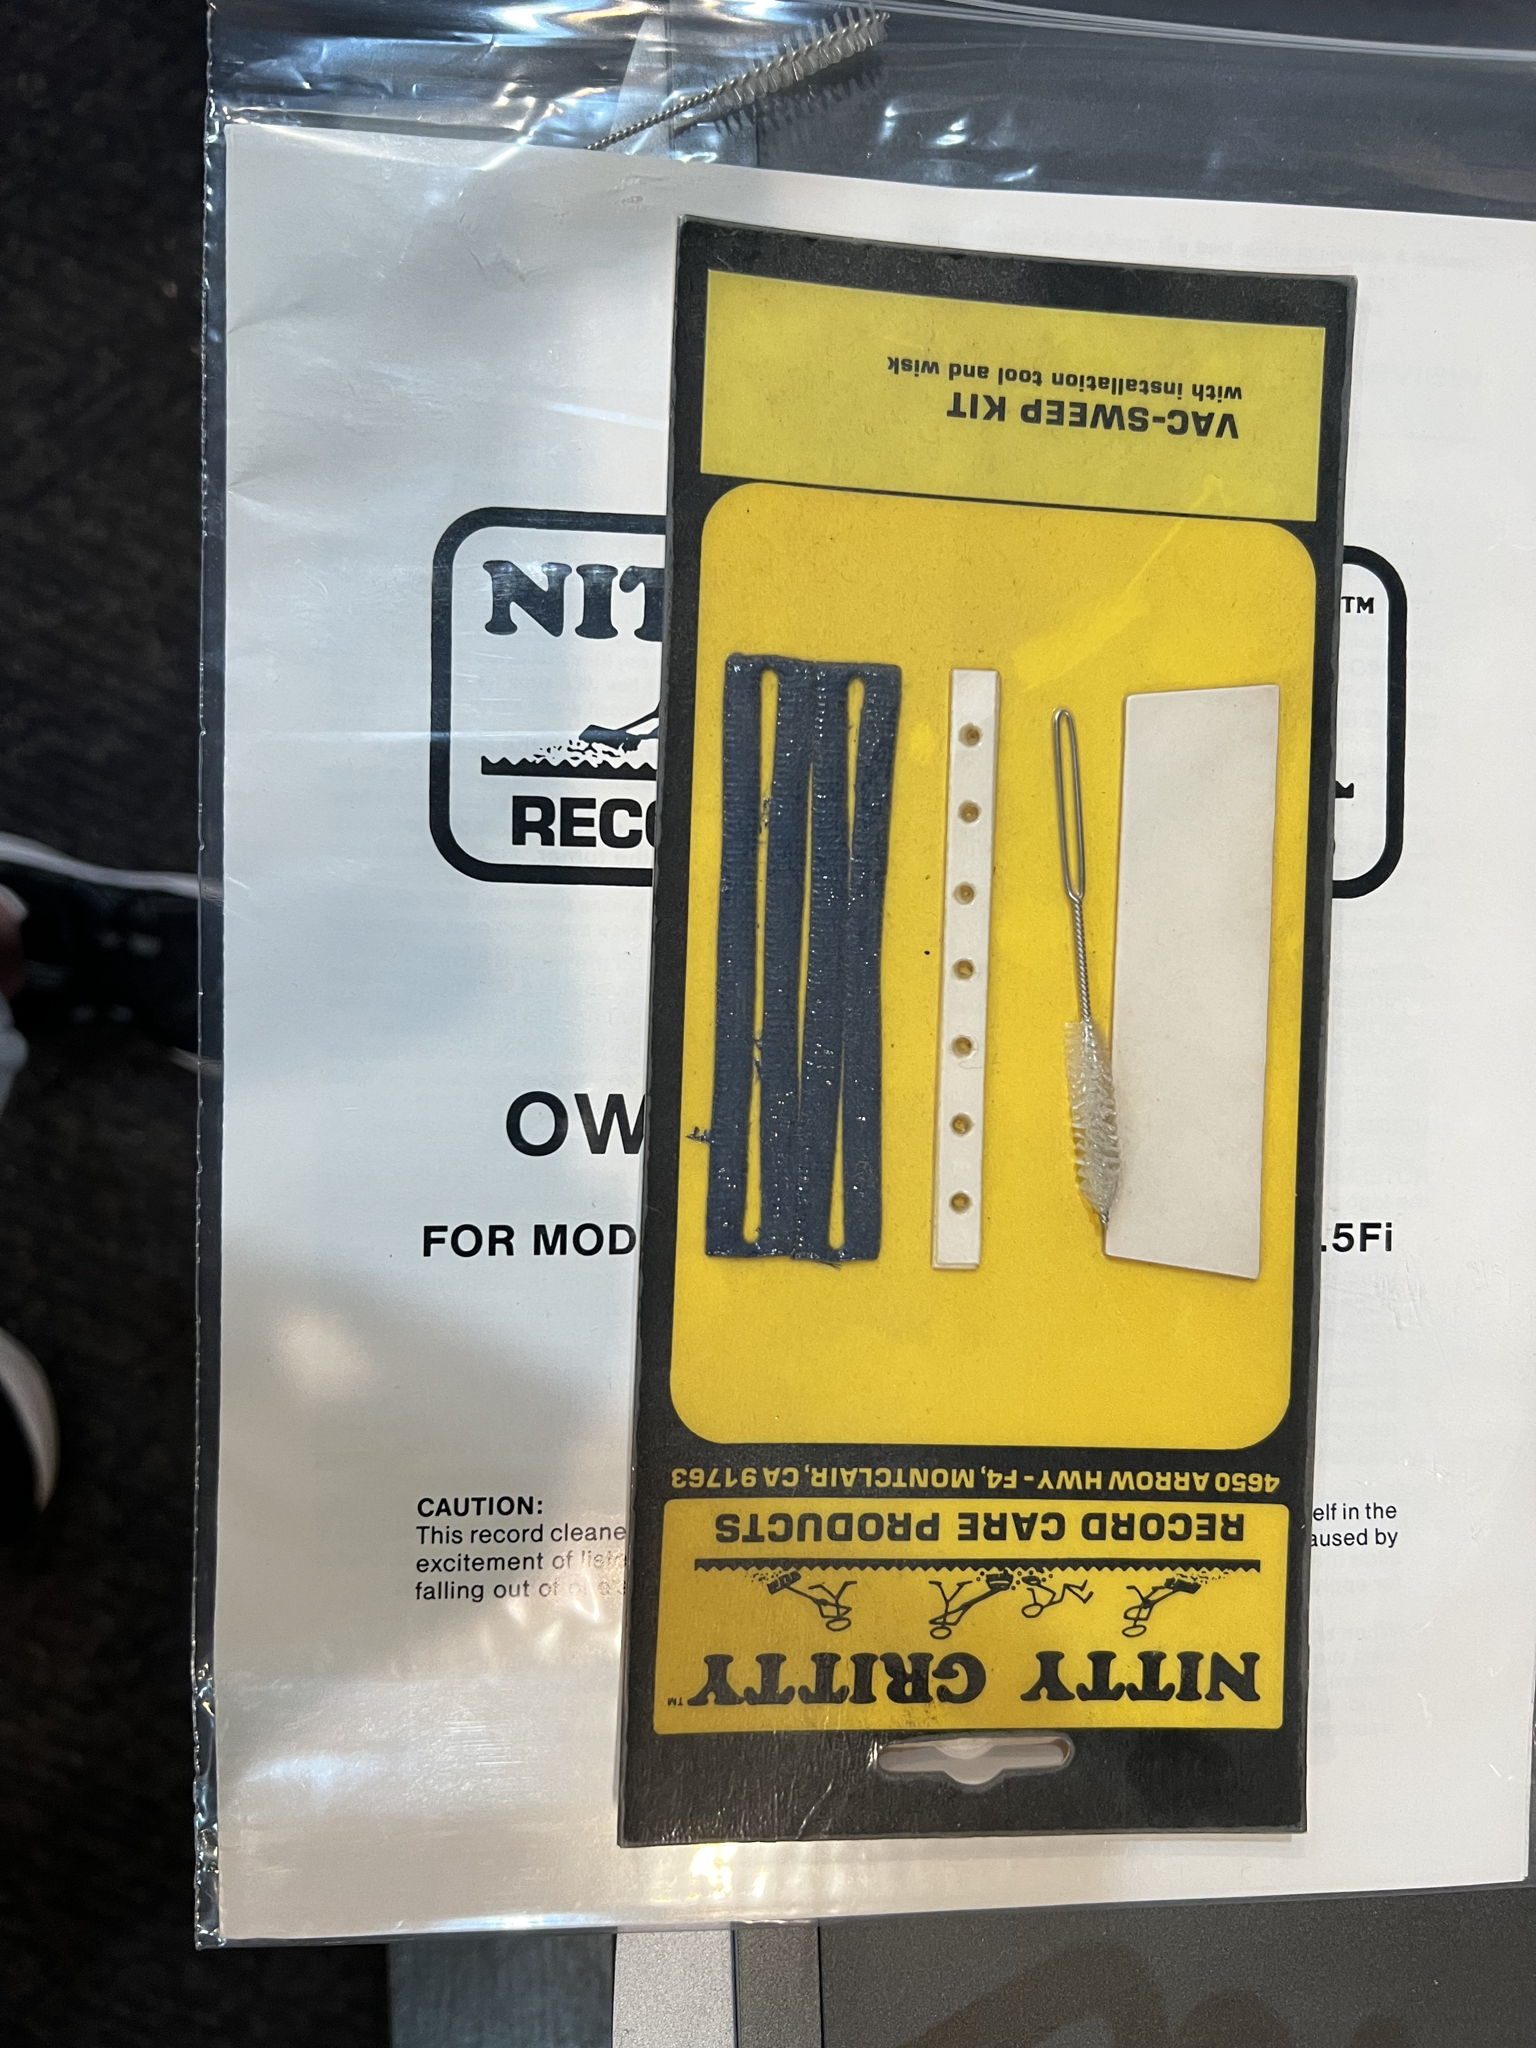 NIT
TM
RECO
OW
FOR MOD
.5Fi
CAUTION:
This record cleane
elf in the
excitement of liste
aused by
falling out of
VAC-SWEEP KIT
with installation tool and wisk
NITTY GRITTY TM
RECORD CARE PRODUCTS
4650 ARROW HWY - F4, MONTCLAIR, CA 91763